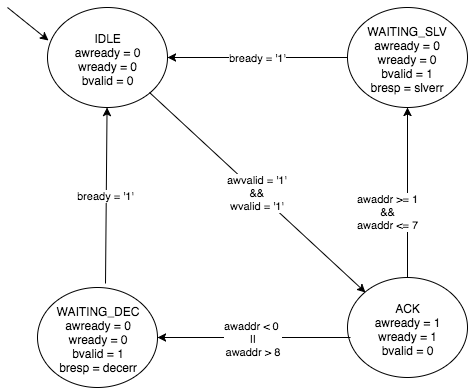 IDLE
awready = 0
wready = 0
bvalid = 0
WAITING_SLV
awready = 0
wready = 0
bvalid = 1
bresp = slverr
bready = '1'
awvalid = '1'
&&
wvalid = '1'
bready = '1'
awaddr >= 1
&&
awaddr <= 7
WAITING_DEC
awready = 0
wready = 0
bvalid = 1
bresp = decerr
awaddr < 0
II
awaddr > 8
ACK
awready = 1
wready = 1
bvalid = 0